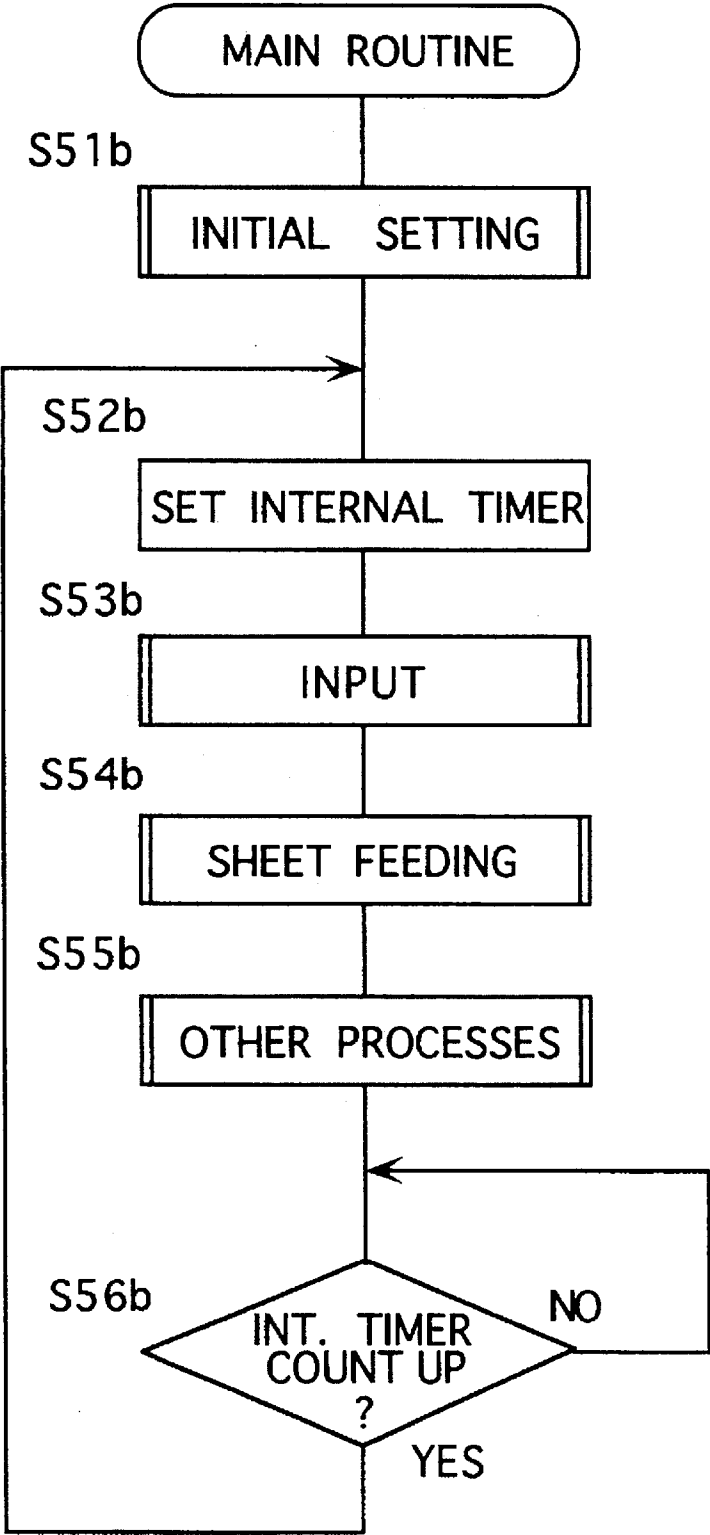 MAIN ROUTINE
S51b
INITIAL SETTING
S52b
SET INTERNAL TIMER
S53b
INPUT
S54b
SHEET FEEDING
S55b
OTHER PROCESSES
S56b
NO
INT. TIMER
COUNT UP
?
YES